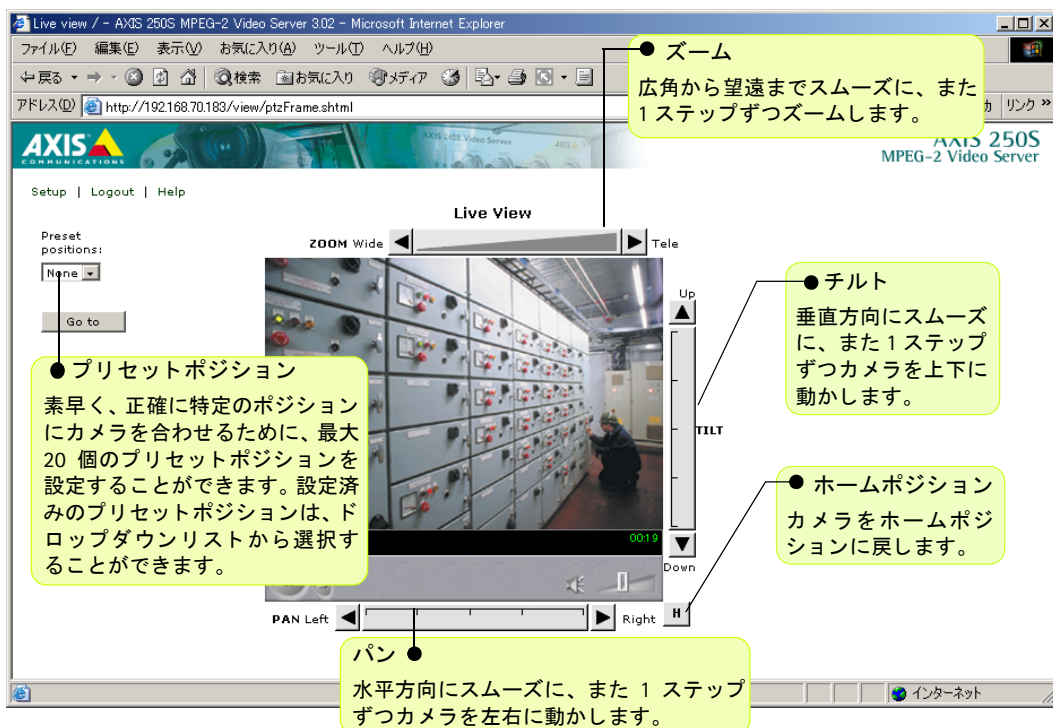 Live view / - AXIS 250S MPEG-2 Video Server 3.02 - Microsoft Internet Explorer
ファイル(F) 編集(E) 表示(V) お気に入り(A) ツール(T) ヘルプ(H)
戻る 検索 お気に入り メディア
アドレス(D) http://192.168.70.183/view/ptzFrame.shtml リンク »
● ズーム
広角から望遠までスムーズに、また
1 ステップずつズームします。
AXIS
COMMUNICATIONS
AXIS 2401 Video Server
AXIS 250S
MPEG-2 Video Server
Setup | Logout | Help
Live View
Preset
positions:
None
Go to
ZOOM Wide Tele
Up
● チルト
垂直方向にスムーズ
に、また 1 ステップ
ずつカメラを上下に
動かします。
TILT
● プリセットポジション
素早く、正確に特定のポジション
にカメラを合わせるために、最大
20 個のプリセットポジションを
設定することができます。設定済
みのプリセットポジションは、ド
ロップダウンリストから選択す
ることができます。
● ホームポジション
カメラをホームポジ
ションに戻します。
00:19
Down
PAN Left Right H
パン ●
水平方向にスムーズに、また 1 ステップ
ずつカメラを左右に動かします。
インターネット